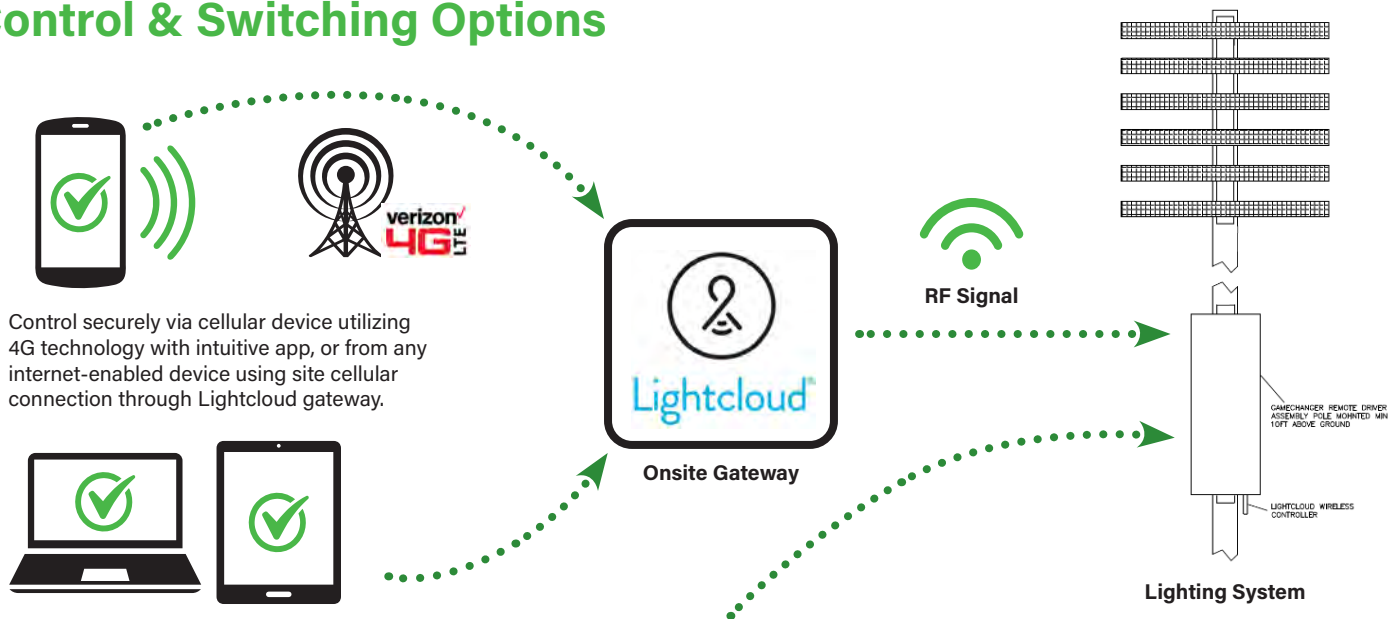 ontrol & Switching Options
verizon
4G LTE
Control securely via cellular device utilizing
4G technology with intuitive app, or from any
internet-enabled device using site cellular
connection through Lightcloud gateway.
Lightcloud®
Onsite Gateway
RF Signal
GAMECHANGER REMOTE DRIVER
ASSEMBLY POLE MOHNTED MIN
10FT ABOVE GROUND
LIGHTCLOUD WIRELESS
CONTROLLER
Lighting System